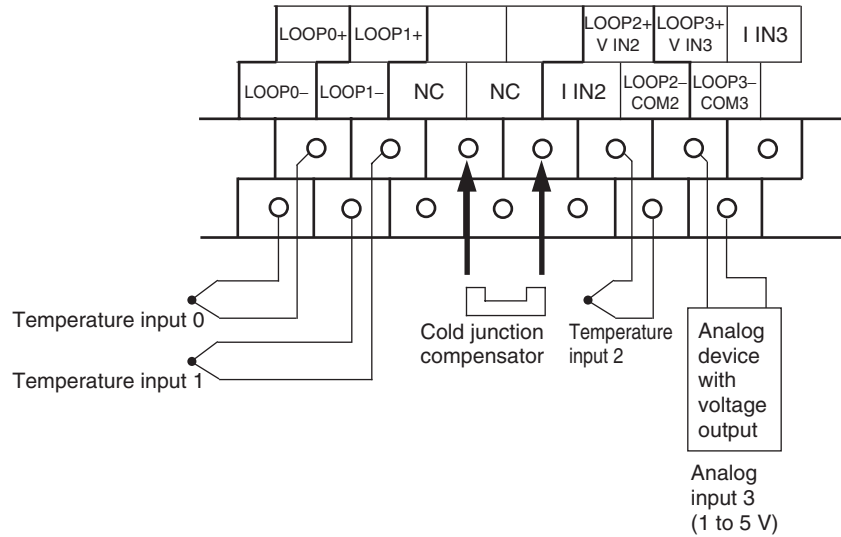 LOOP0+ LOOP1+ LOOP2+ LOOP3+ I IN3
V IN2 V IN3
LOOP0– LOOP1– NC NC I IN2 LOOP2– LOOP3–
COM2 COM3
Temperature input 0
Temperature input 1
Cold junction
compensator
Temperature
input 2
Analog
device
with
voltage
output
Analog
input 3
(1 to 5 V)